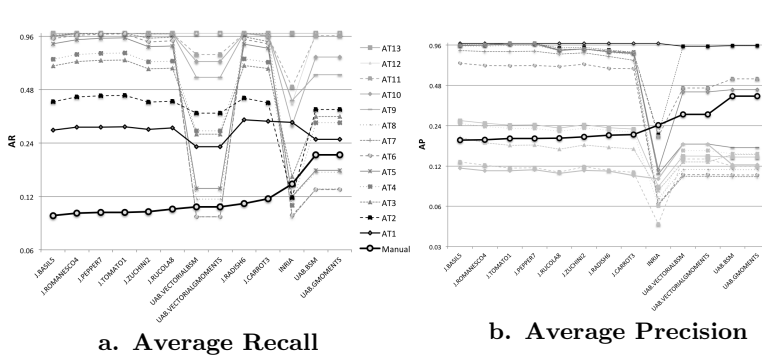 0.96
0.48
0.24
0.12
0.06
AR
J.BASIL5
J.ROMANESCO4
J.PEPPER7
J.TOMATO1
J.ZUCHINI2
J.RUCOLA8
UAB.VECTORIALBSM
UAB.VECTORIALGMOMENTS
J.RADISH6
J.CARROT3
INRIA
UAB.BSM
UAB.GMOMENTS
AT13
AT12
AT11
AT10
AT9
AT8
AT7
AT6
AT5
AT4
AT3
AT2
AT1
Manual
a. Average Recall
0.96
0.48
0.24
0.12
0.06
0.03
AP
J.BASIL5
J.ROMANESCO4
J.TOMATO1
J.PEPPER7
J.RUCOLA8
J.ZUCHINI2
J.RADISH6
J.CARROT3
INRIA
UAB.VECTORIALBSM
UAB.VECTORIALGMOMENTS
UAB.BSM
UAB.GMOMENTS
b. Average Precision